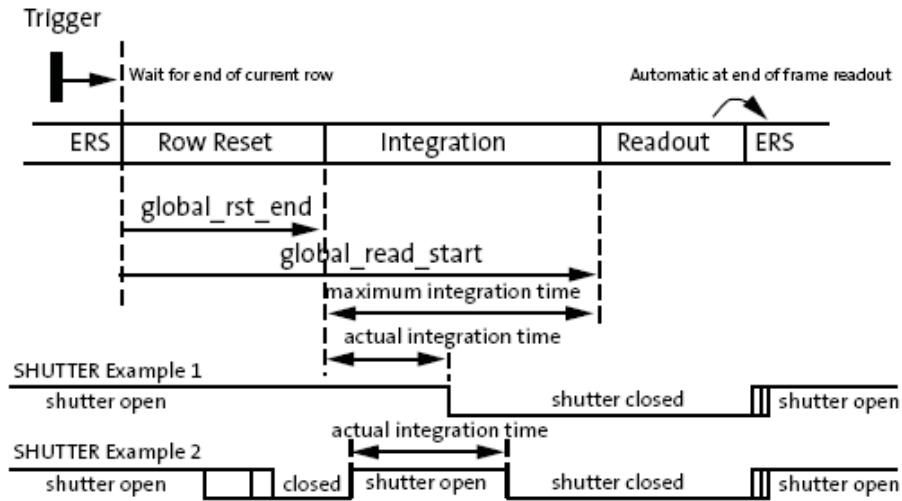 Trigger
Wait for end of current row
Automatic at end of frame readout
ERS Row Reset Integration Readout ERS
global_rst_end
global_read_start
maximum integration time
actual integration time
SHUTTER Example 1
shutter open shutter closed shutter open
actual integration time
SHUTTER Example 2
shutter open closed shutter open shutter closed shutter open